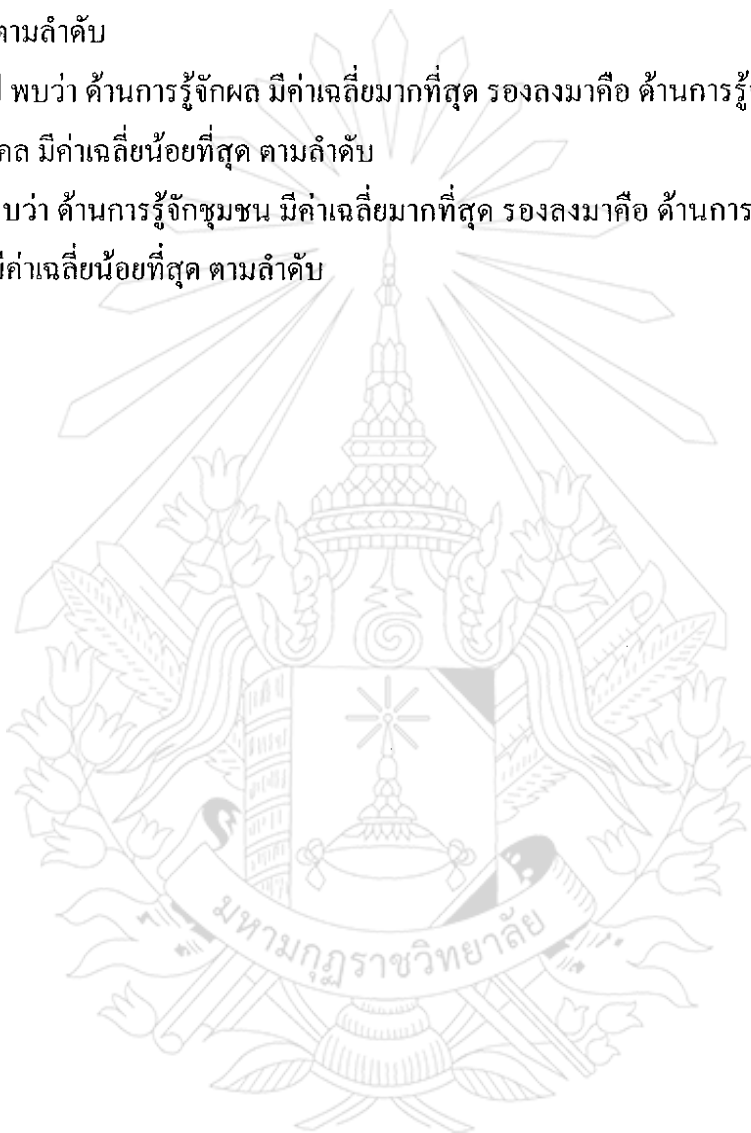 ตามลำดับ
พบว่า ด้านการรู้จักผล มีค่าเฉลี่ยมากที่สุด รองลงมาคือ ด้านการรู้
คล มีค่าเฉลี่ยน้อยที่สุด ตามลำดับ
บว่า ด้านการรู้จักชุมชน มีค่าเฉลี่ยมากที่สุด รองลงมาคือ ด้านการ
มีค่าเฉลี่ยน้อยที่สุด ตามลำดับ
มหามกุฏราชวิทยาลัย